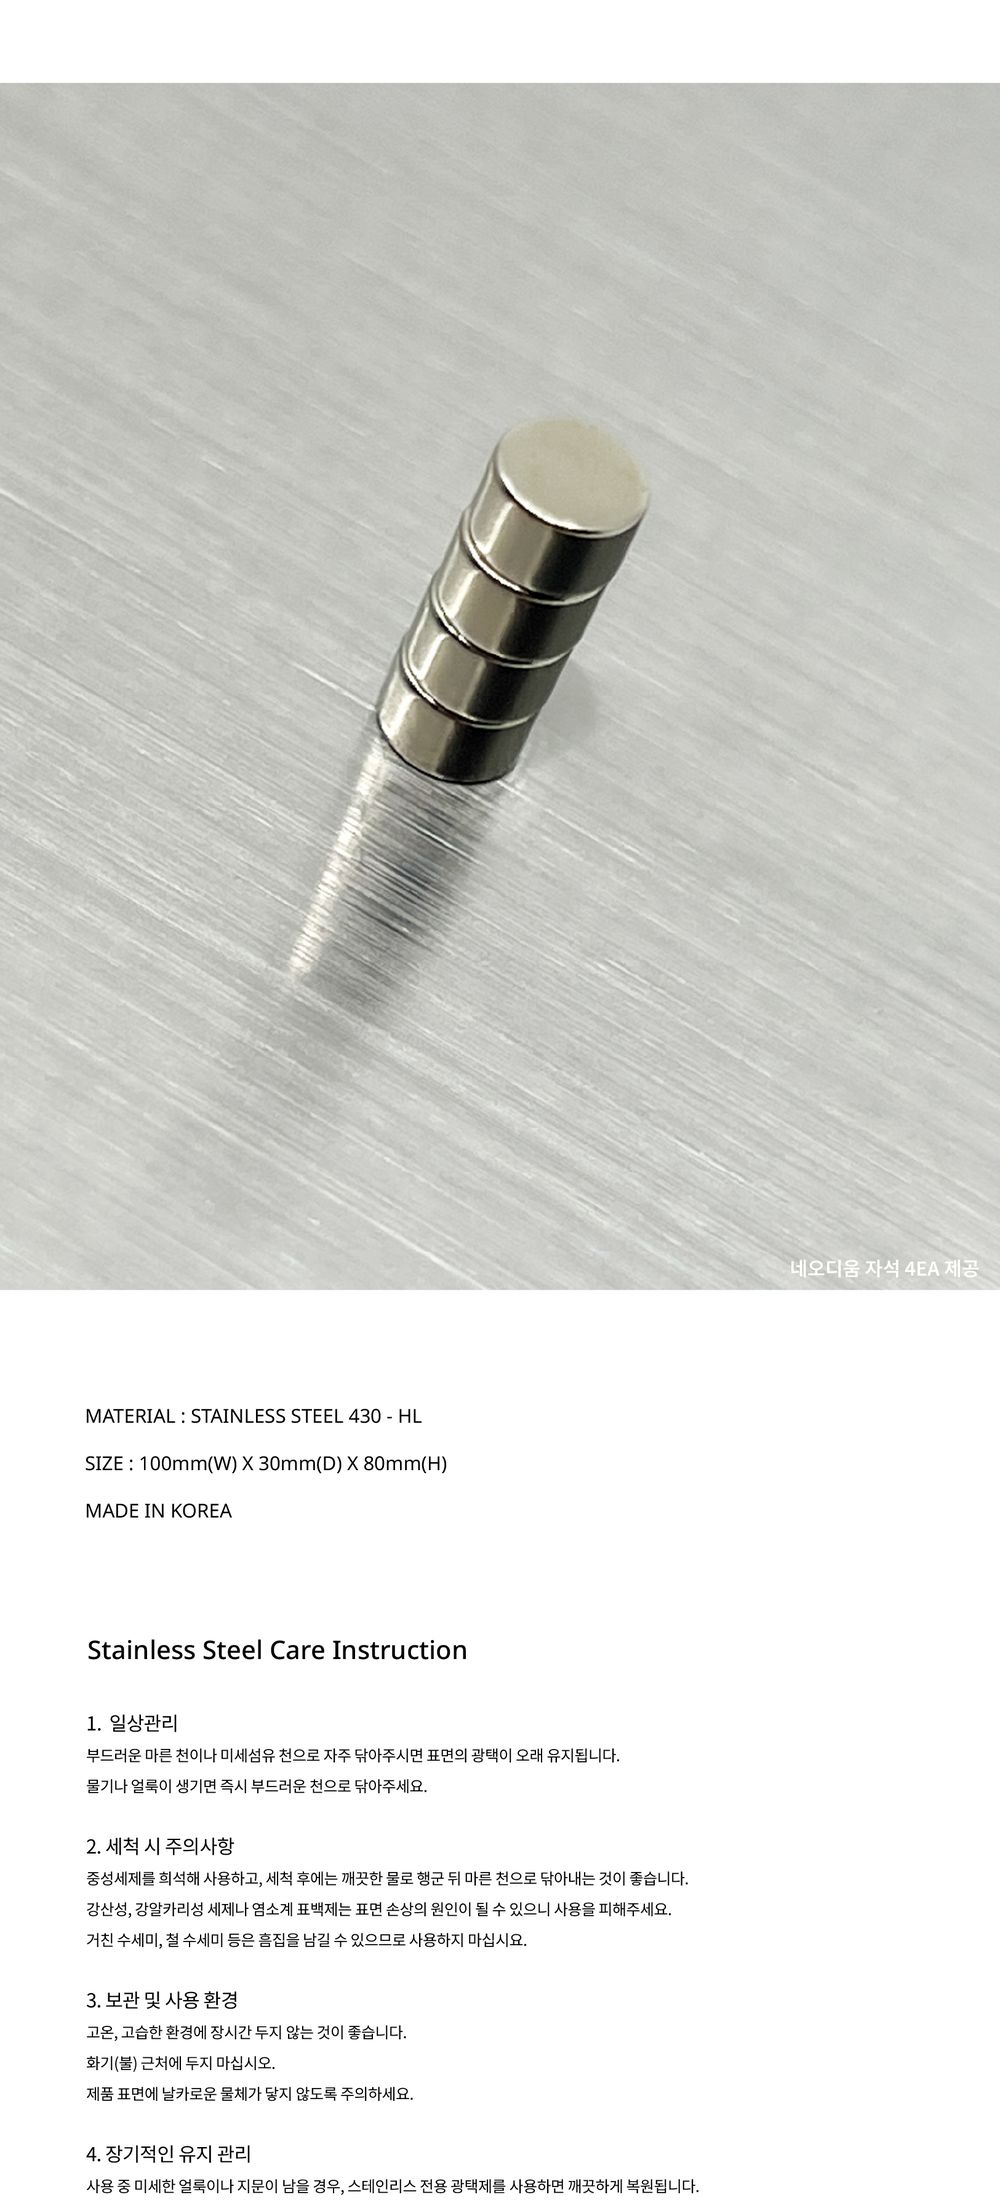 네오디움 자석 4EA 제공
MATERIAL : STAINLESS STEEL 430 - HL
SIZE : 100mm(W) X 30mm(D) X 80mm(H)
MADE IN KOREA
Stainless Steel Care Instruction
1. 일상관리
부드러운 마른 천이나 미세섬유 천으로 자주 닦아주시면 표면의 광택이 오래 유지됩니다.
물기나 얼룩이 생기면 즉시 부드러운 천으로 닦아주세요.
2. 세척 시 주의사항
중성세제를 희석해 사용하고, 세척 후에는 깨끗한 물로 행군 뒤 마른 천으로 닦아내는 것이 좋습니다.
강산성, 강알카리성 세제나 염소계 표백제는 표면 손상의 원인이 될 수 있으니 사용을 피해주세요.
거친 수세미, 철 수세미 등은 흠집을 남길 수 있으므로 사용하지 마십시요.
3. 보관 및 사용 환경
고온, 고습한 환경에 장시간 두지 않는 것이 좋습니다.
화기(불) 근처에 두지 마십시오.
제품 표면에 날카로운 물체가 닿지 않도록 주의하세요.
4. 장기적인 유지 관리
사용 중 미세한 얼룩이나 지문이 남을 경우, 스테인리스 전용 광택제를 사용하면 깨끗하게 복원됩니다.